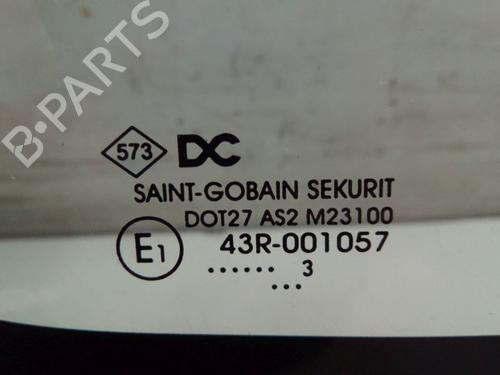 B-PARTS
573 DC
SAINT-GOBAIN SEKURIT
DOT27 AS2 M23100
E1 43R-001057
...... 3
...